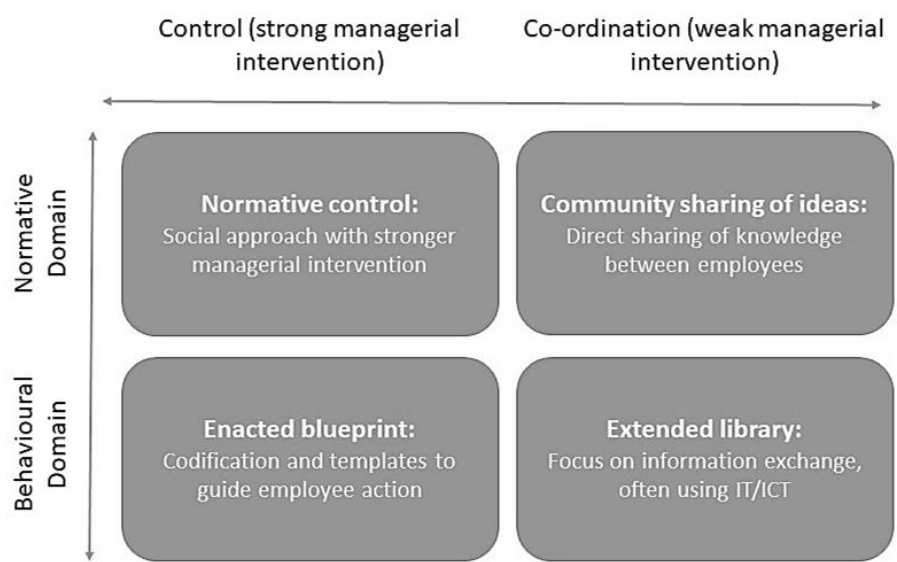 Control (strong managerial
intervention)
Co-ordination (weak managerial
intervention)
Normative
Domain
Normative control:
Social approach with stronger
managerial intervention
Community sharing of ideas:
Direct sharing of knowledge
between employees
Behavioural
Domain
Enacted blueprint:
Codification and templates to
guide employee action
Extended library:
Focus on information exchange,
often using IT/ICT